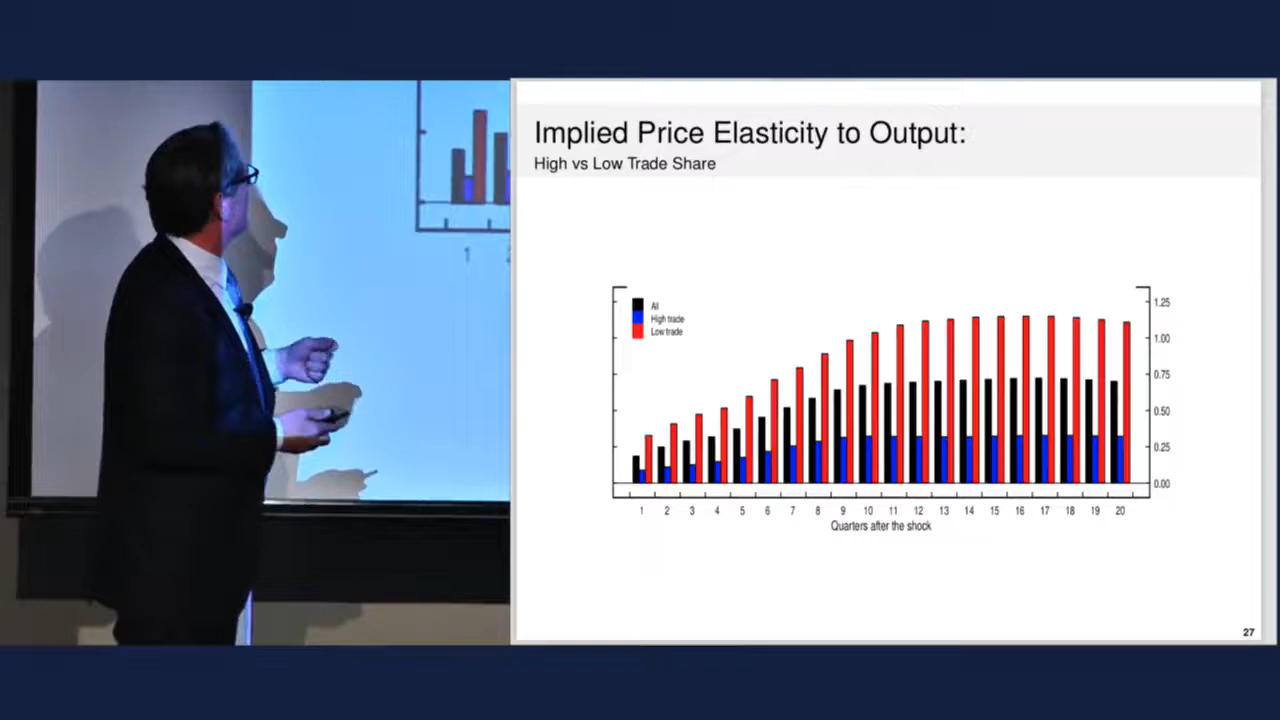 Implied Price Elasticity to Output:
High vs Low Trade Share
All
High trade
Low trade
1.25
1.00
0.75
0.50
0.25
0.00
1 2 3 4 5 6 7 8 9 10 11 12 13 14 15 16 17 18 19 20
Quarters after the shock
27
1